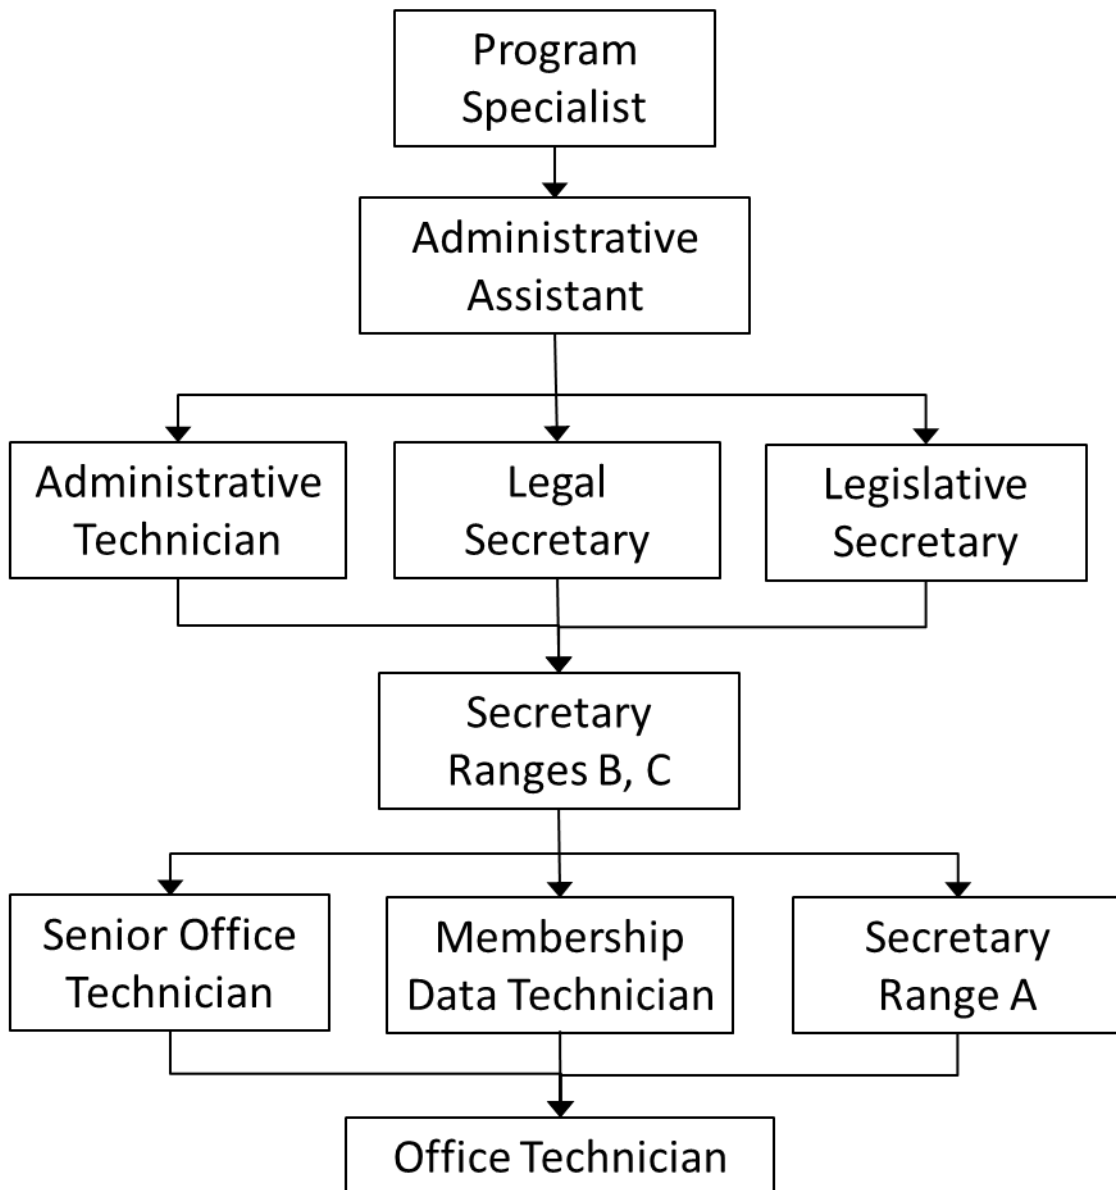 Program
Specialist
Administrative
Assistant
Administrative
Technician
Legal
Secretary
Legislative
Secretary
Secretary
Ranges B, C
Senior Office
Technician
Membership
Data Technician
Secretary
Range A
Office Technician